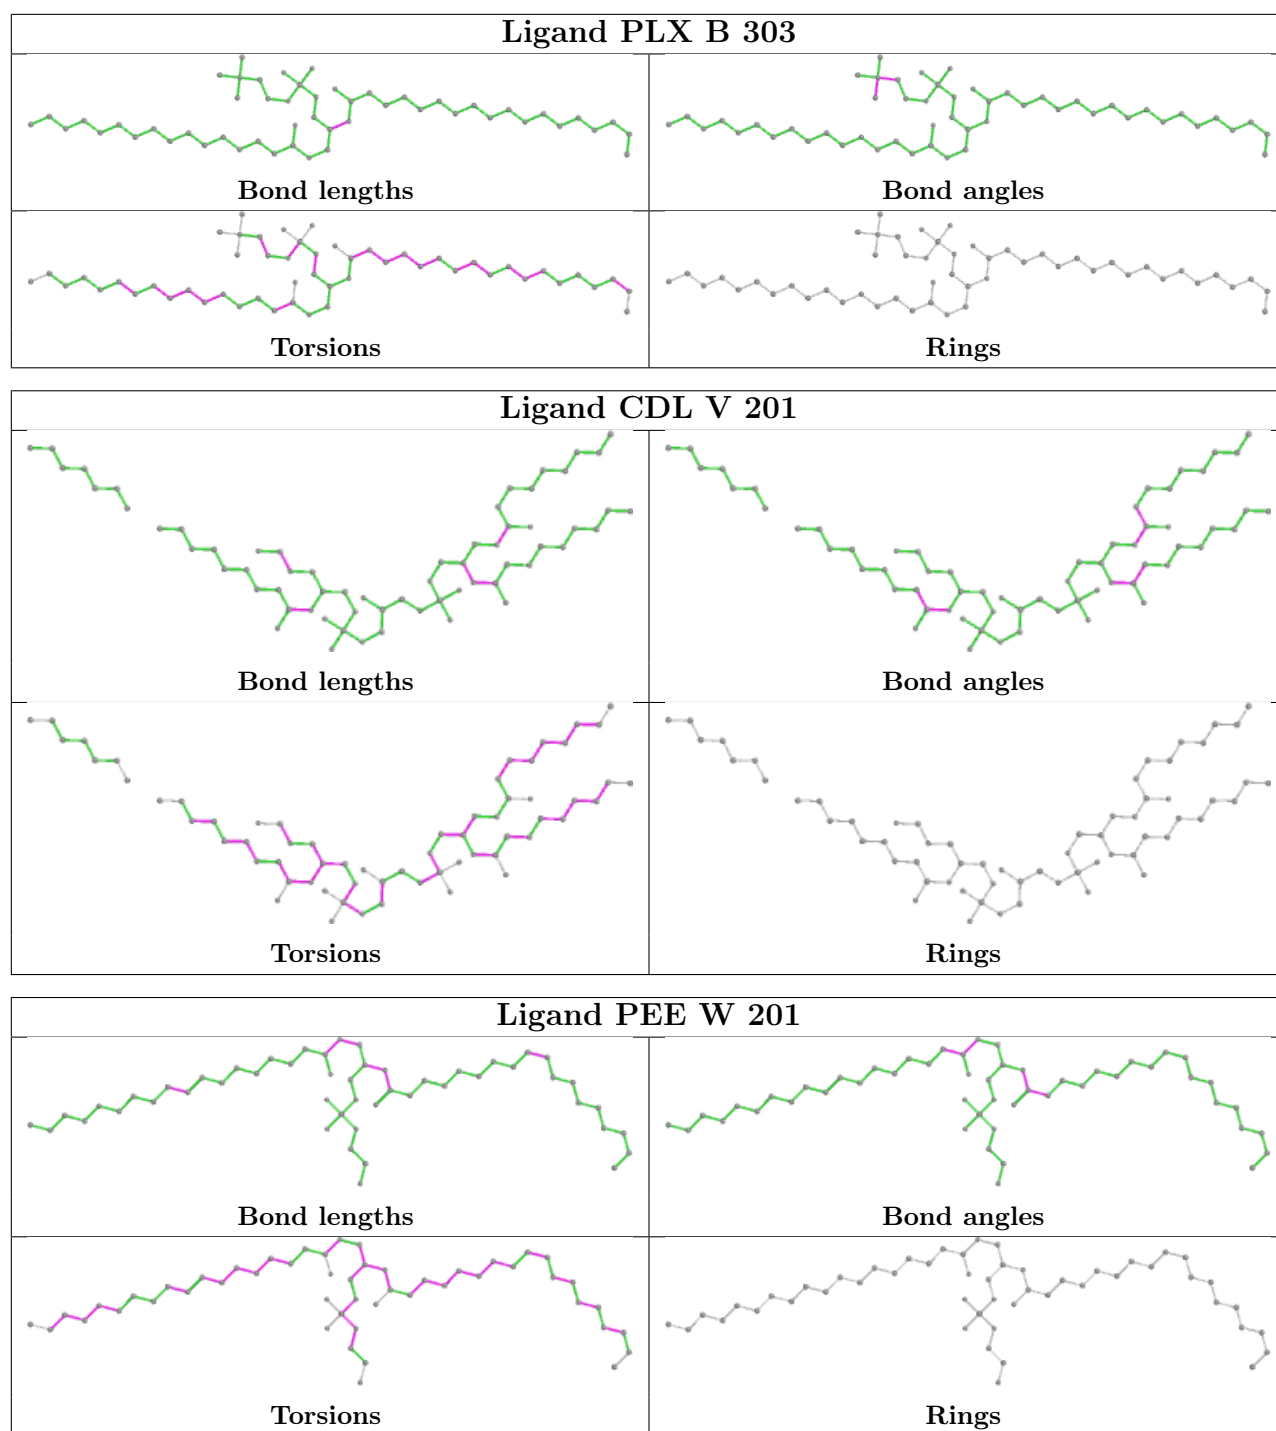 Ligand PLX B 303
Bond lengths
Bond angles
Torsions
Rings
Ligand CDL V 201
Bond lengths
Bond angles
Torsions
Rings
Ligand PEE W 201
Bond lengths
Bond angles
Torsions
Rings